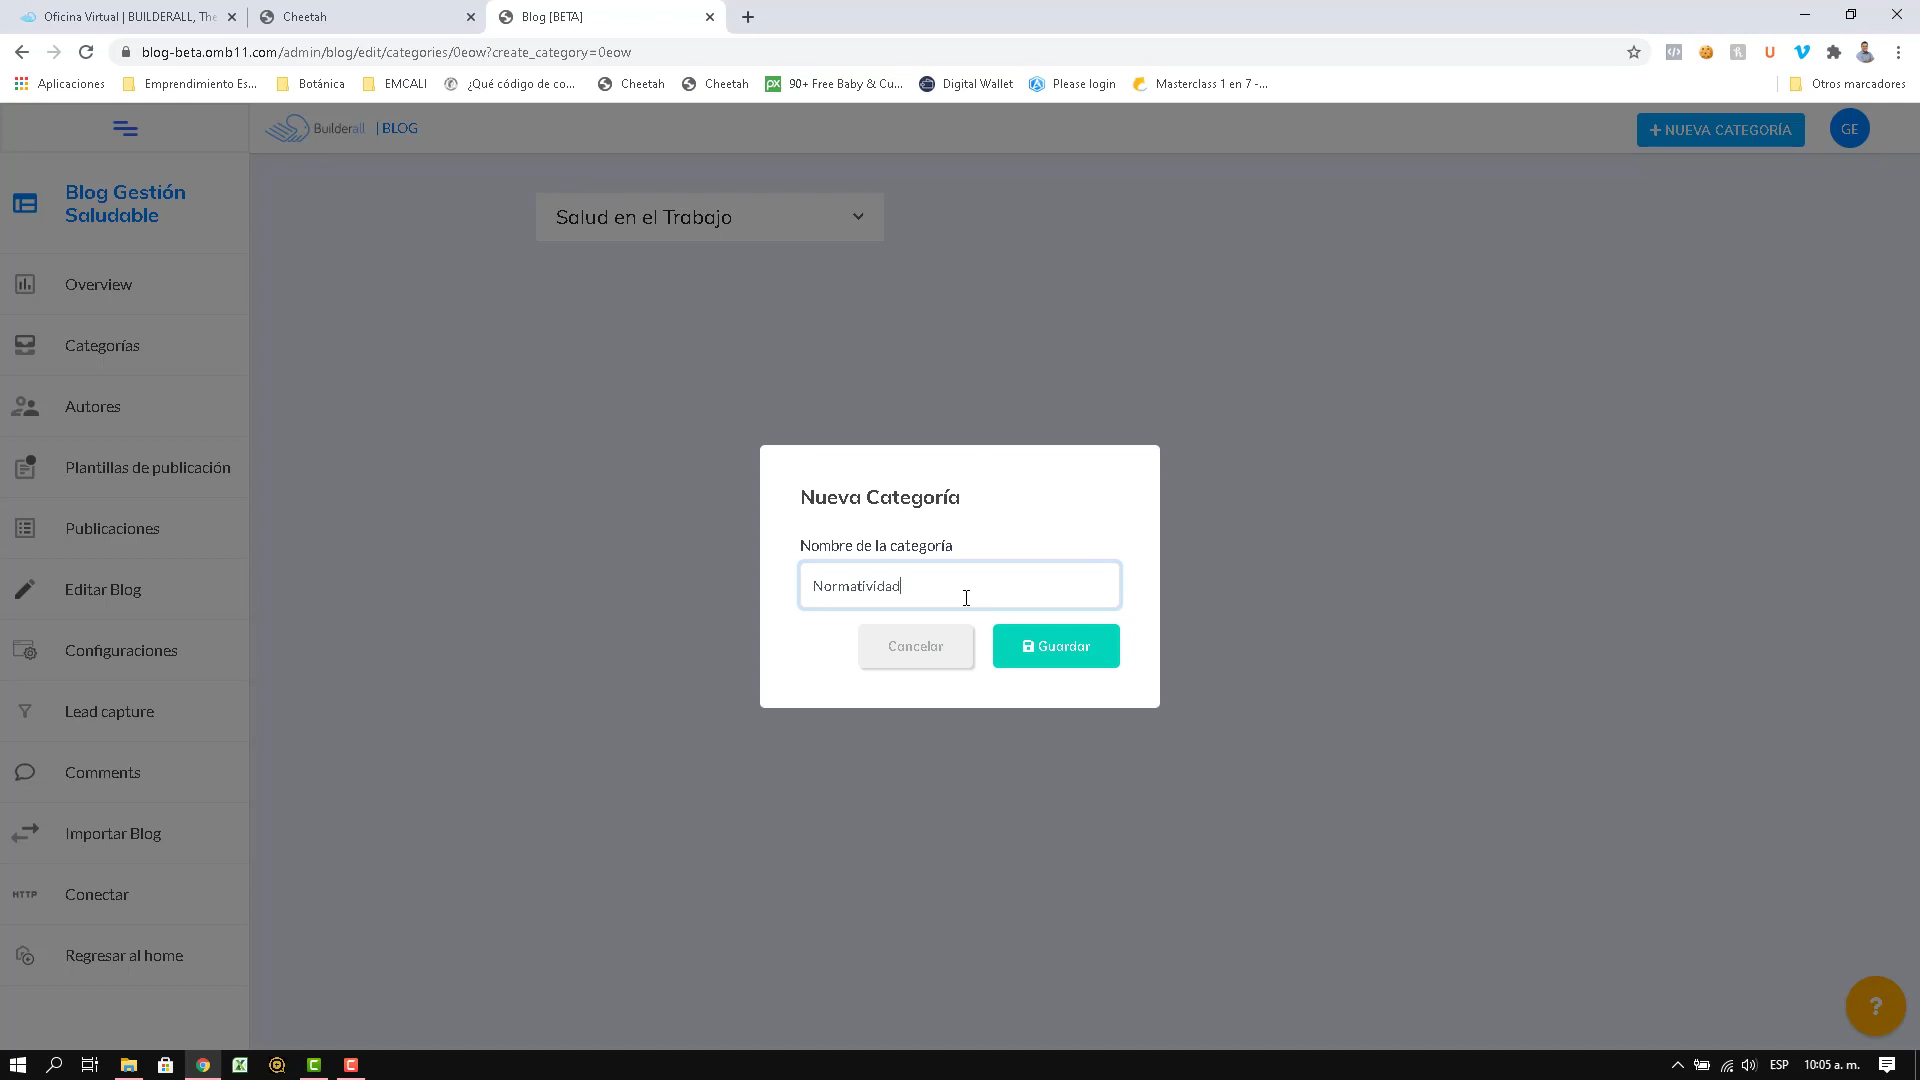 Oficina Virtual | BUILDERALL, The
Cheetah
Blog [BETA]
blog-beta.omb11.com/admin/blog/edit/categories/0eow?create_category=0eow
Aplicaciones
Emprendimiento Es...
Botánica
EMCALI
¿Qué código de co...
Cheetah
Cheetah
90+ Free Baby & Cu...
Digital Wallet
Please login
Masterclass 1 en 7 -...
Otros marcadores
Builderall | BLOG
+ NUEVA CATEGORÍA
GE
Blog Gestión
Saludable
Salud en el Trabajo
Overview
Categorías
Autores
Plantillas de publicación
Publicaciones
Editar Blog
Configuraciones
Lead capture
Comments
Importar Blog
HTTP Conectar
Regresar al home
Nueva Categoría
Nombre de la categoría
Normatividad
Cancelar
Guardar
?
ESP
10:05 a. m.